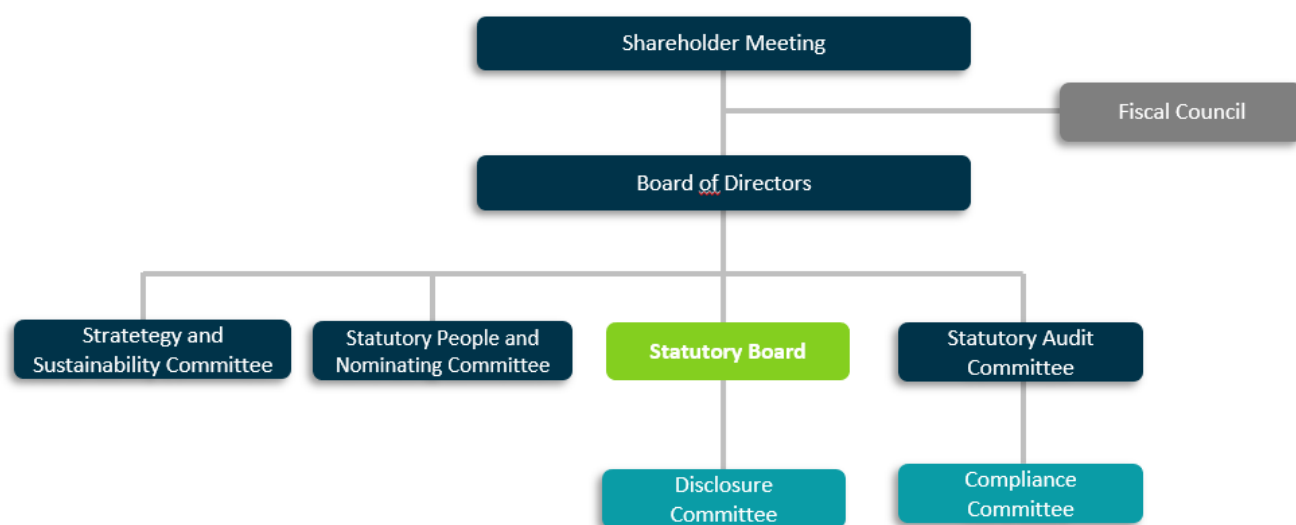 Shareholder Meeting
Fiscal Council
Board of Directors
Stratetegy and
Sustainability Committee
Statutory People and
Nominating Committee
Statutory Board
Statutory Audit
Committee
Disclosure
Committee
Compliance
Committee